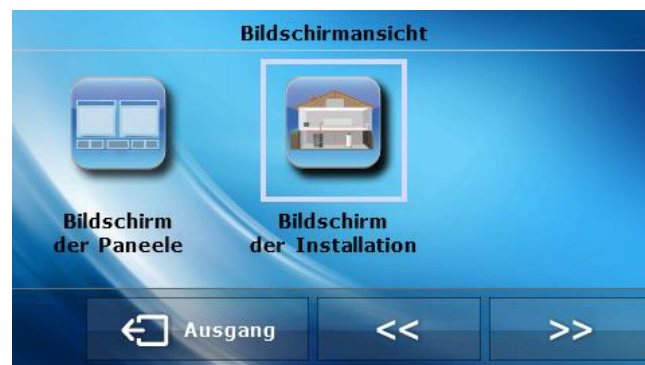 Bildschirmansicht
Bildschirm
der Paneele
Bildschirm
der Installation
Ausgang
<<
>>